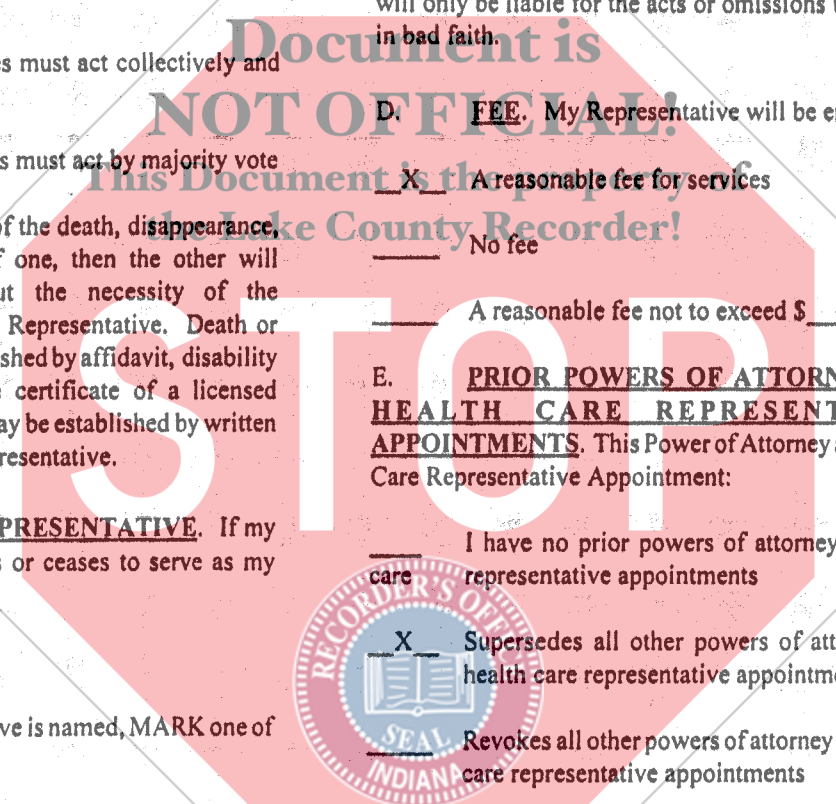 es must act collectively and
s must act by majority vote
of the death, disappearance,
f one, then the other will
ut the necessity of the
Representative. Death or
shed by affidavit, disability
certificate of a licensed
ay be established by written
resentative.
PRESENTATIVE. If my
s or ceases to serve as my
ve is named, MARK one of
will only be liable for the acts or omissions
in bad faith.
D. FEE. My Representative will be e
X A reasonable fee for services
No fee
A reasonable fee not to exceed $
E. PRIOR POWERS OF ATTORN
HEALTH CARE REPRESENT
APPOINTMENTS. This Power of Attorney
Care Representative Appointment:
I have no prior powers of attorney
care representative appointments
X Supersedes all other powers of att
health care representative appointm
Revokes all other powers of attorney
care representative appointments
Document is
NOT OFFICIAL!
This Document is the property of
the Lake County Recorder!
STOP
RECORDER'S OFFICE
SEAL
INDIANA